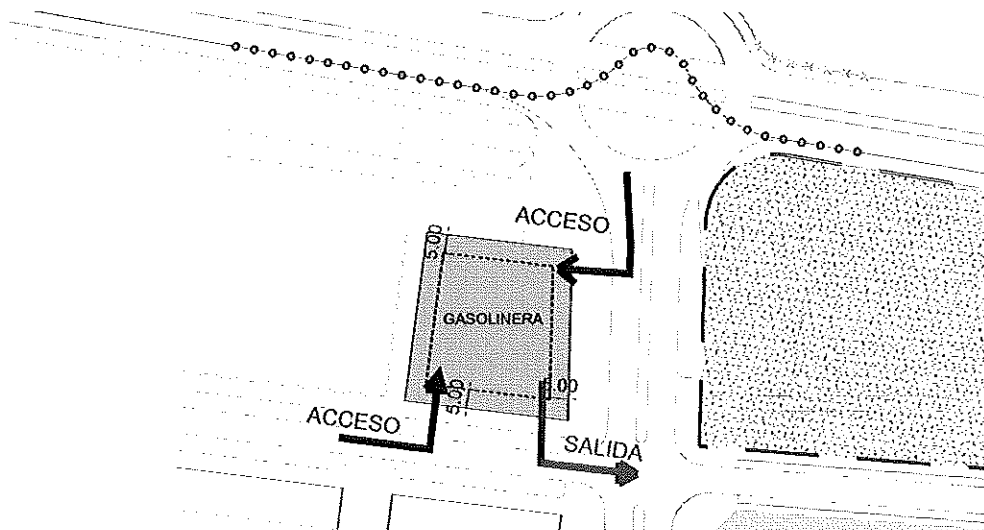 ACCESO
5.00
GASOLINERA
5.00
5.00
ACCESO
SALIDA